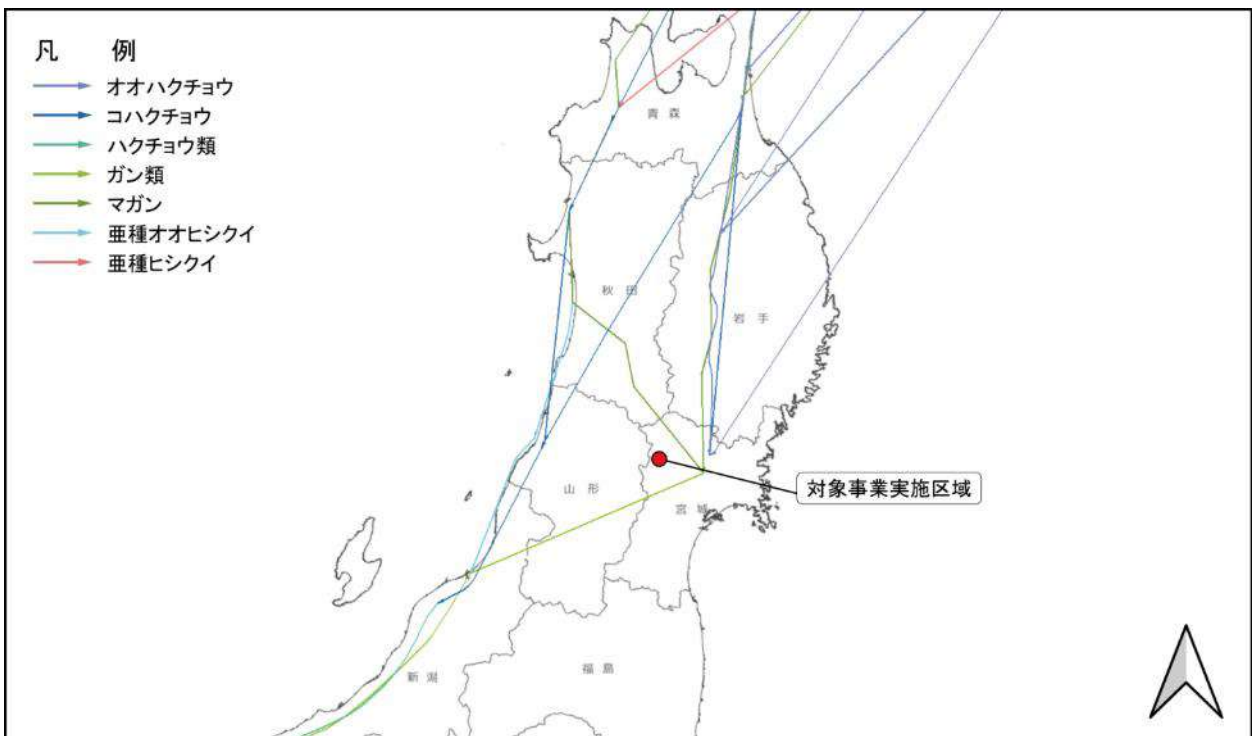 凡 例
オオハクチョウ
コハクチョウ
ハクチョウ類
ガン類
マガン
亜種オオヒシクイ
亜種ヒシクイ
青 森
秋 田
岩 手
対象事業実施区域
山 形
宮 城
福 島
新 潟